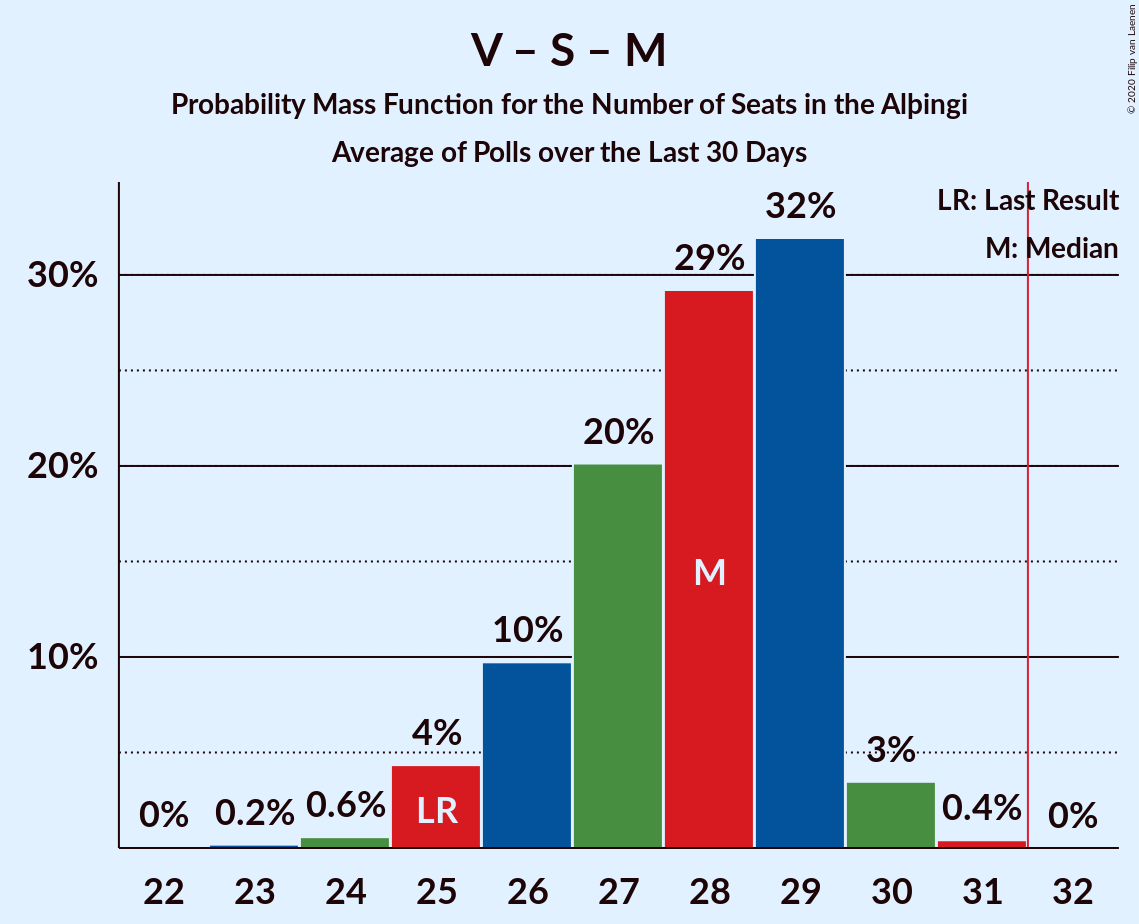 V – S – M
Probability Mass Function for the Number of Seats in the Alþingi
Average of Polls over the Last 30 Days
© 2020 Filip van Laenen
LR: Last Result
M: Median
30%
20%
10%
0%
0.2%
0.6%
4%
10%
20%
29%
32%
3%
0.4%
0%
LR
M
22 23 24 25 26 27 28 29 30 31 32